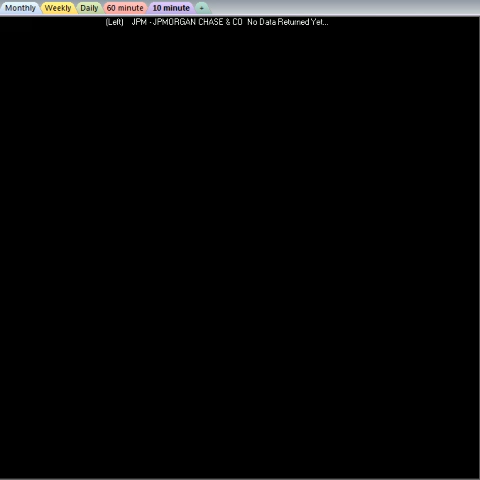 Monthly Weekly Daily 60 minute 10 minute +
(Left) JPM - JPMORGAN CHASE & CO No Data Returned Yet...